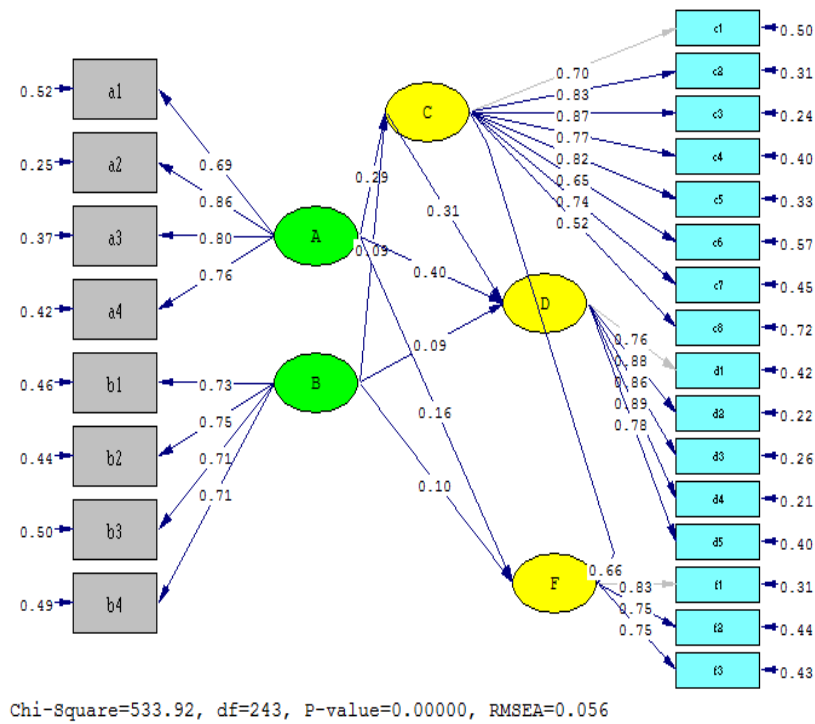 0.52 a1
0.25 a2
0.37 a3
0.42 a4
0.46 b1
0.44 b2
0.50 b3
0.49 b4
0.69
0.86
0.80
0.76
0.73
0.75
0.71
0.71
A
B
0.29
0.09
0.31
0.40
0.09
0.16
0.10
C
D
F
0.66
0.70
0.83
0.87
0.77
0.82
0.65
0.74
0.52
0.76
0.88
0.86
0.89
0.78
0.83
0.75
0.75
c1 0.50
c2 0.31
c3 0.24
c4 0.40
c5 0.33
c6 0.57
c7 0.45
c8 0.72
d1 0.42
d2 0.22
d3 0.26
d4 0.21
d5 0.40
f1 0.31
f2 0.44
f3 0.43
Chi-Square=533.92, df=243, P-value=0.00000, RMSEA=0.056